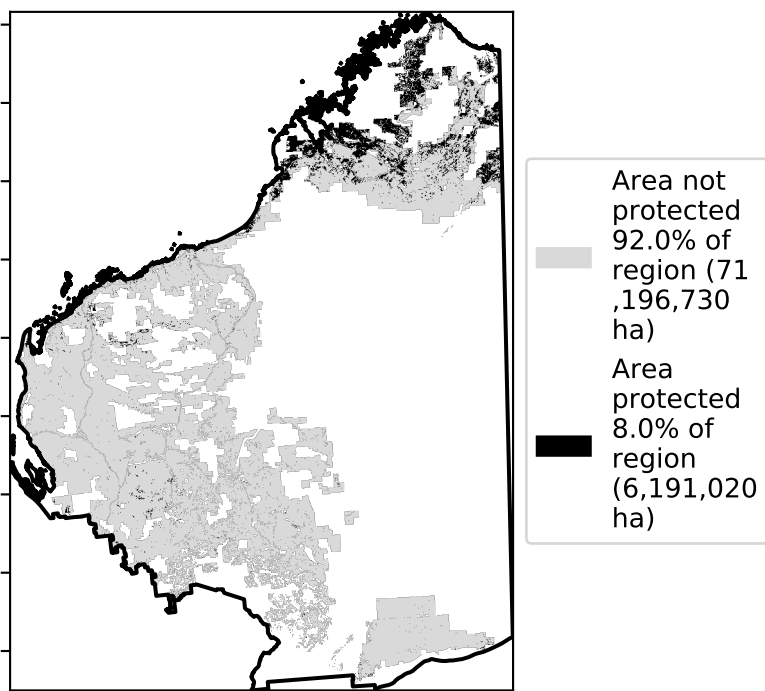 Area not
protected
92.0% of
region (71
,196,730
ha)
Area
protected
8.0% of
region
(6,191,020
ha)